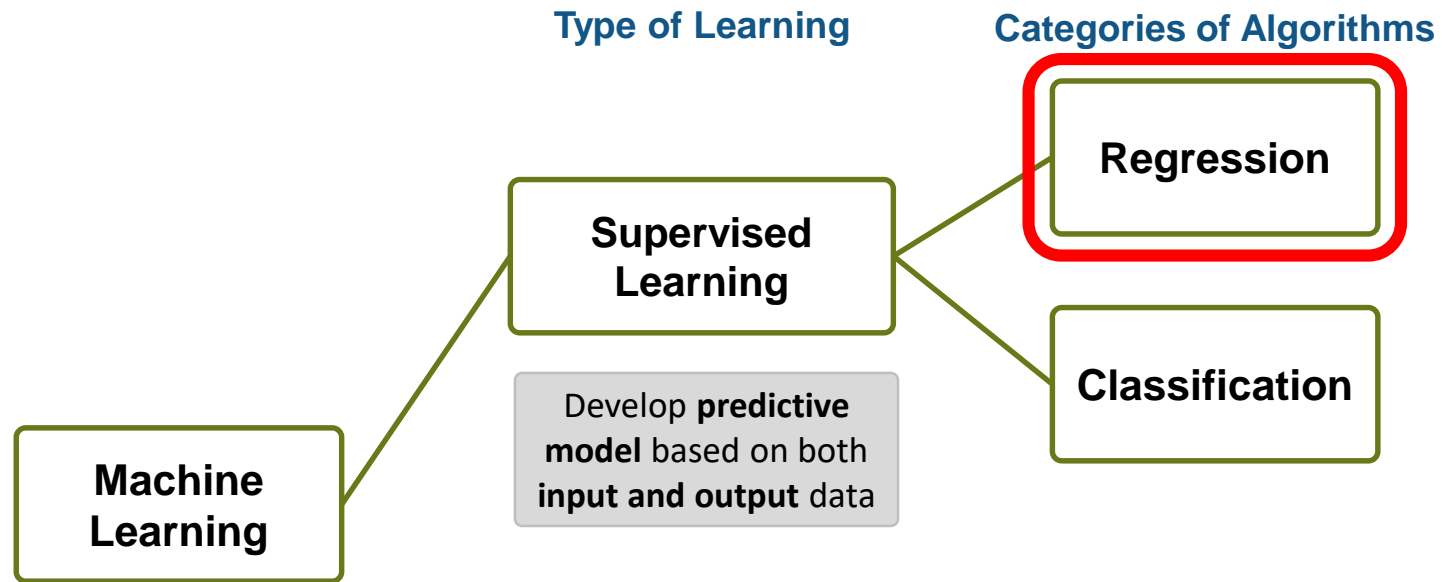 Type of Learning
Categories of Algorithms
Regression
Supervised
Learning
Classification
Develop predictive
model based on both
input and output data
Machine
Learning